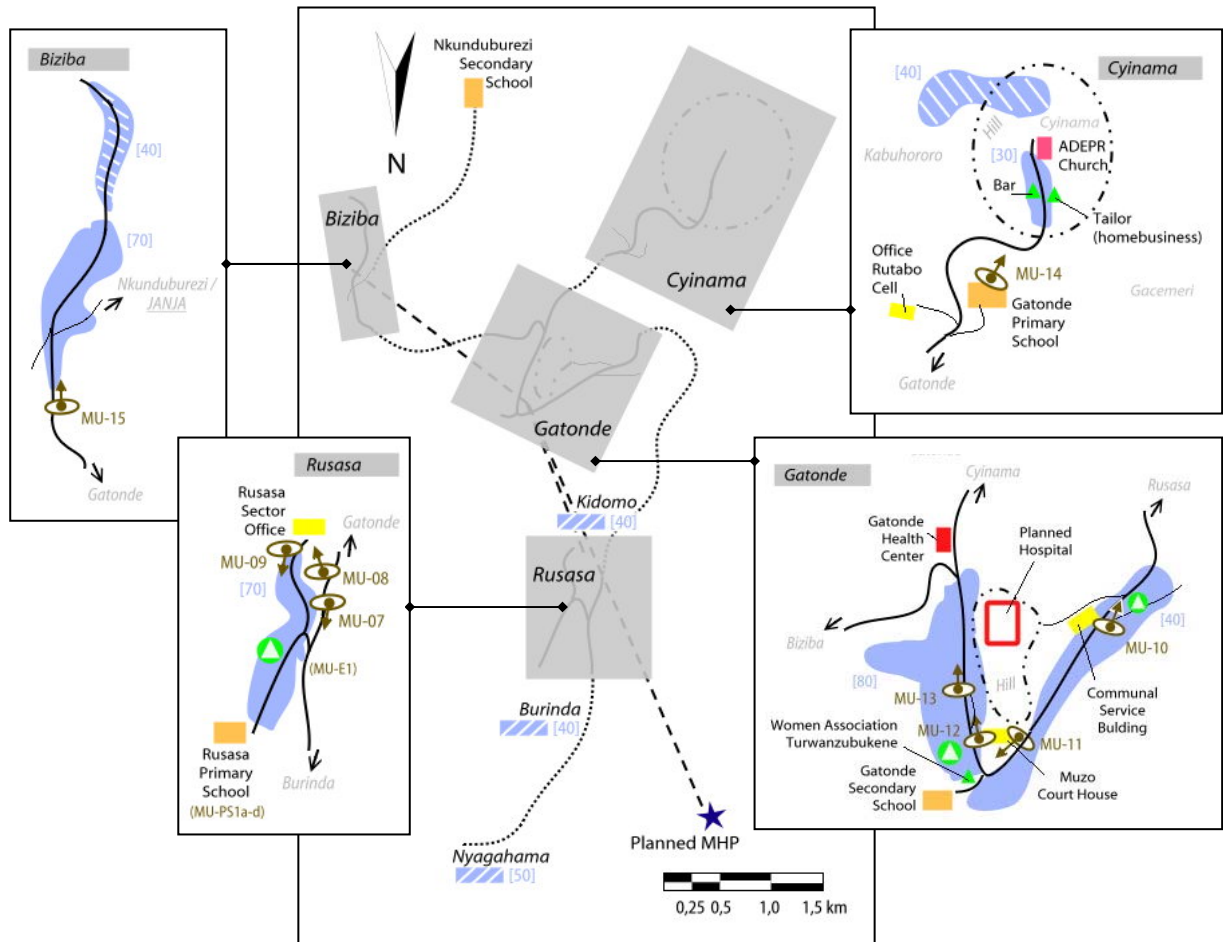 Biziba
[40]
[70]
Nkunduburezi /
JANJA
MU-15
Gatonde
Nkunduburezi
Secondary
School
N
Biziba
Cyinama
Gatonde
Kidomo
[40]
Rusasa
Burinda
[40]
Nyagahama
[50]
Planned MHP
0,25 0,5 1,0 1,5 km
Cyinama
[40]
Hill
Cyinama
Kabuhororo
[30]
ADEPR
Church
Bar
Tailor
(homebusiness)
Office
Rutabo
Cell
MU-14
Gatonde
Primary
School
Gacemeri
Gatonde
Rusasa
Rusasa
Sector
Office
Gatonde
MU-09
MU-08
[70]
MU-07
(MU-E1)
Rusasa
Primary
School
(MU-PS1a-d)
Burinda
Gatonde
Cyinama
Rusasa
Gatonde
Health
Center
Planned
Hospital
Biziba
[40]
MU-10
[80]
Hill
MU-13
Communal
Service
Bulding
MU-12
Women Association
Turwanzubukene
MU-11
Gatonde
Secondary
School
Muzo
Court House